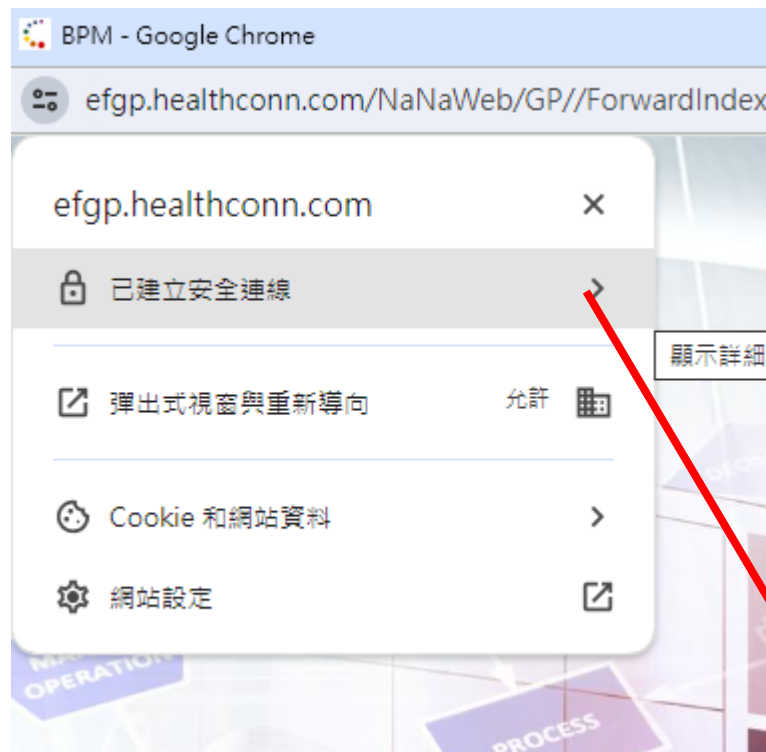 BPM - Google Chrome
efgp.healthconn.com/NaNaWeb/GP//ForwardIndex
efgp.healthconn.com
已建立安全連線
顯示詳細
彈出式視窗與重新導向 允許
Cookie 和網站資料
網站設定
OPERATION
PROCESS